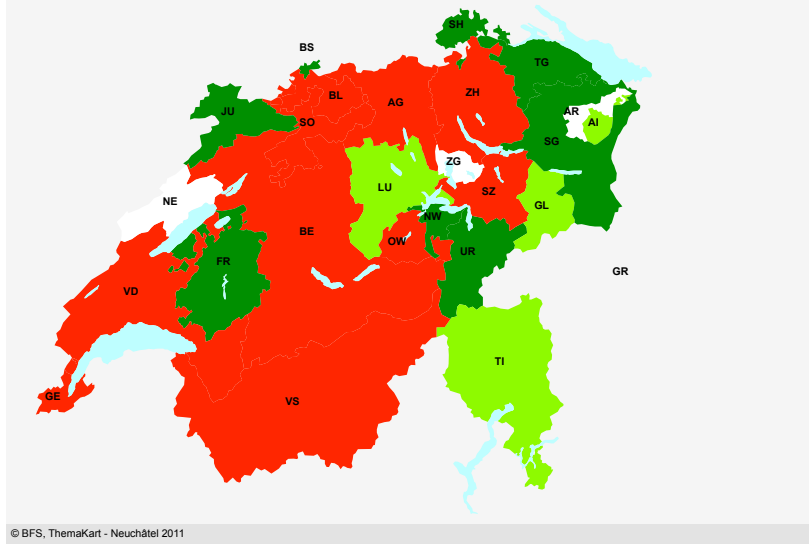 SH
BS
TG
BL
ZH
AG
JU
AR
SO
AI
SG
ZG
LU
SZ
NE
GL
NW
BE
OW
UR
FR
GR
VD
TI
GE
VS
© BFS, ThemaKart - Neuchâtel 2011